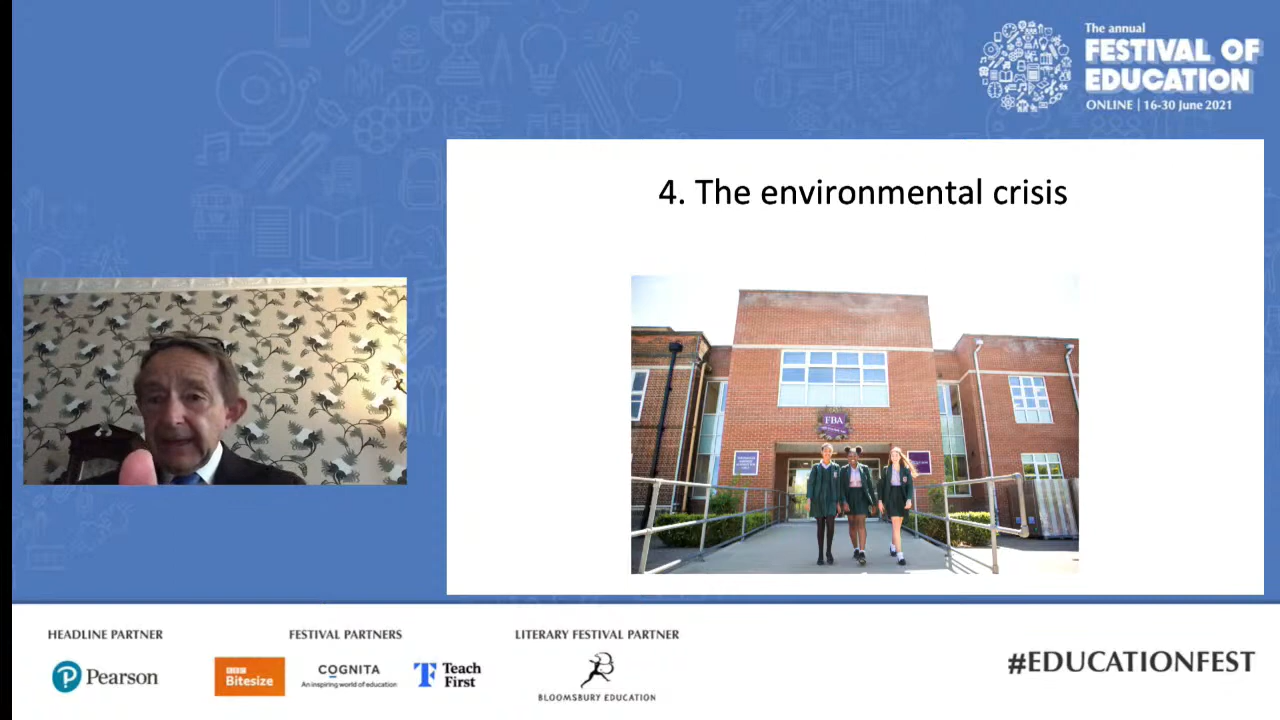 The annual
FESTIVAL OF
EDUCATION
ONLINE | 16-30 June 2021
4. The environmental crisis
FBA
HEADLINE PARTNER
FESTIVAL PARTNERS
LITERARY FESTIVAL PARTNER
Pearson
BBC
Bitesize
COGNITA
An inspiring world of education
Teach
First
BLOOMSBURY EDUCATION
#EDUCATIONFEST